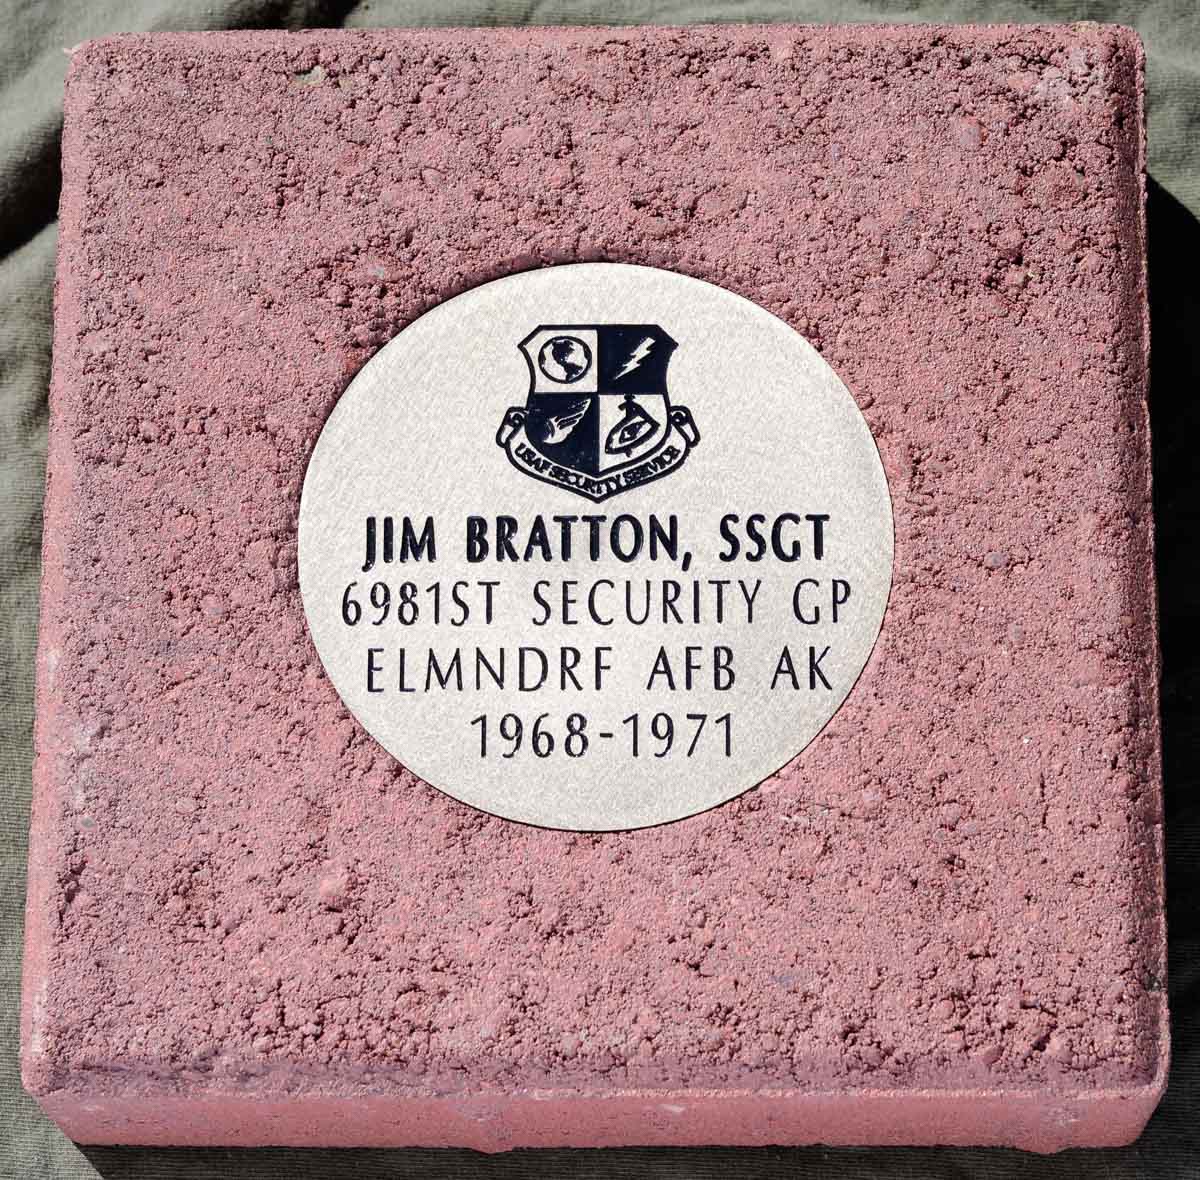 USAF SECURITY SERVICE
JIM BRATTON, SSGT
6981ST SECURITY GP
ELMNDRF AFB AK
1968-1971